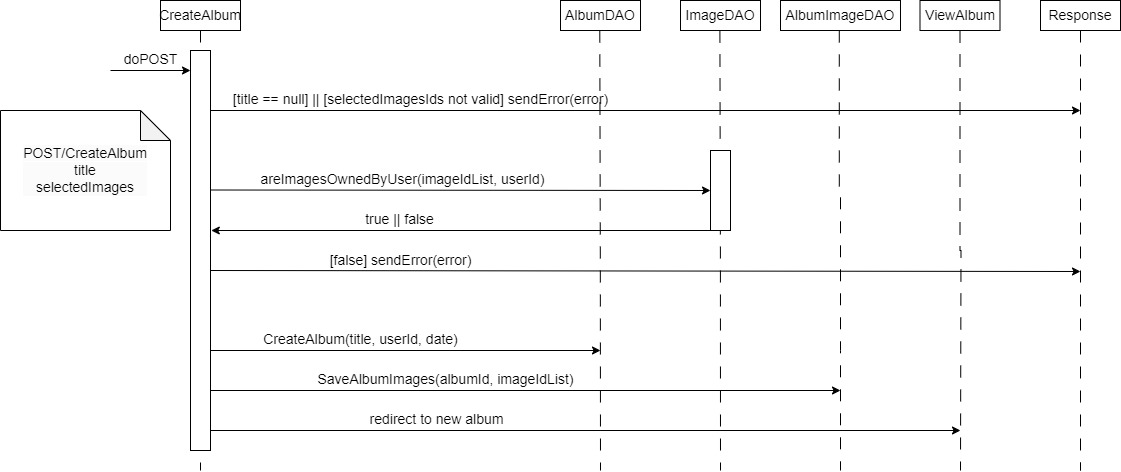 CreateAlbum
AlbumDAO
ImageDAO
AlbumImageDAO
ViewAlbum
Response
doPOST
[title == null] || [selectedImagesIds not valid] sendError(error)
POST/CreateAlbum
title
selectedImages
areImagesOwnedByUser(imageIdList, userId)
true || false
[false] sendError(error)
CreateAlbum(title, userId, date)
SaveAlbumImages(albumId, imageIdList)
redirect to new album